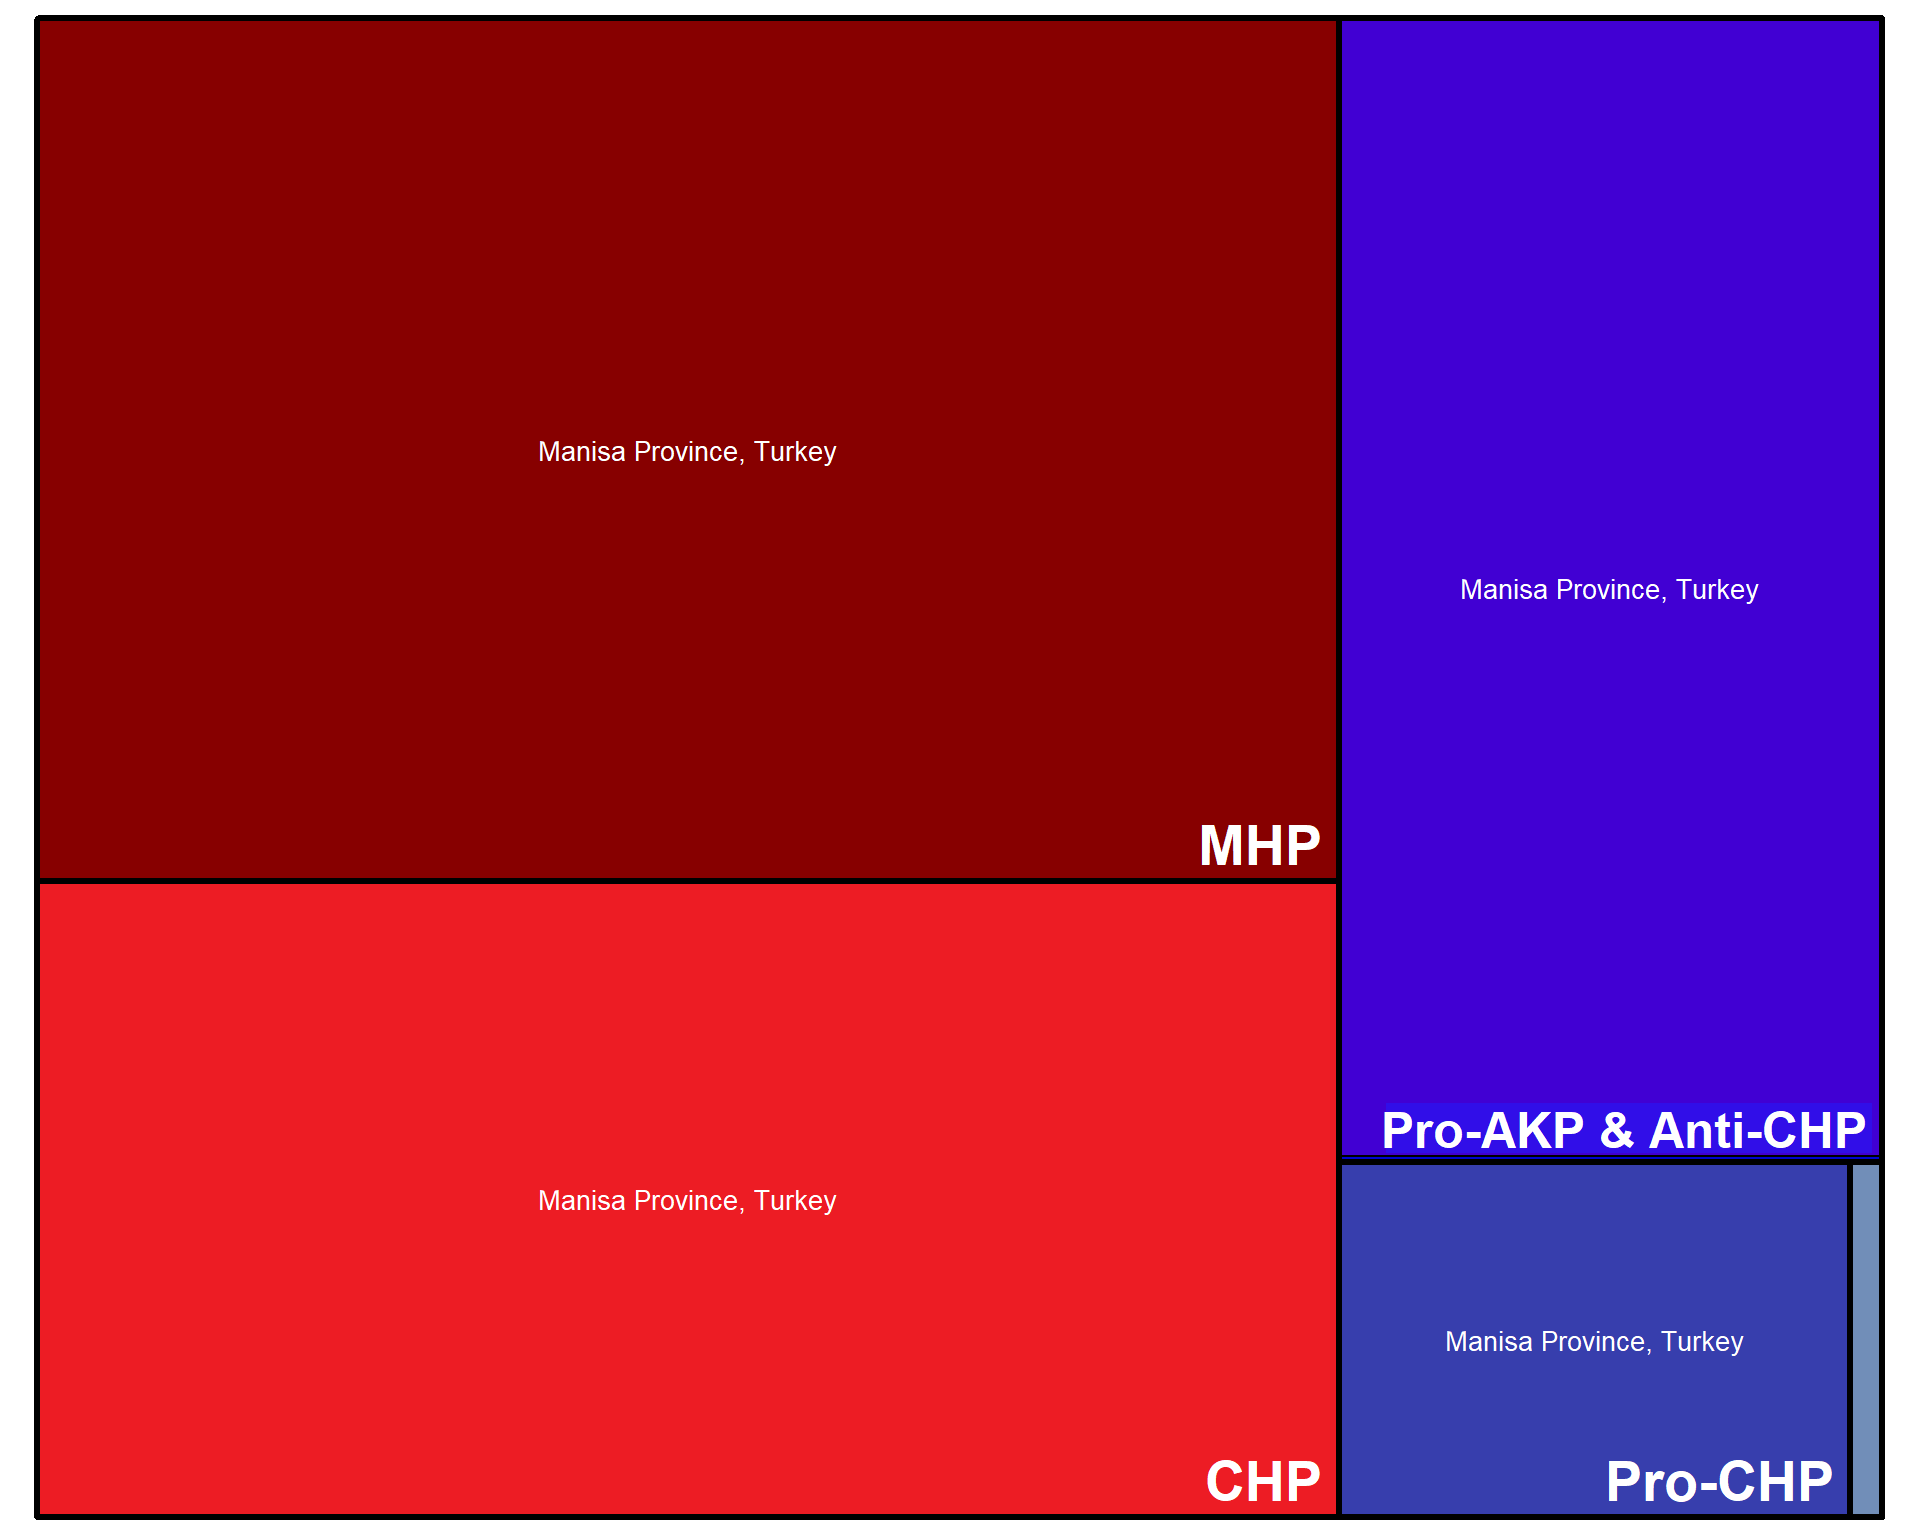 Manisa Province, Turkey
MHP
Manisa Province, Turkey
CHP
Manisa Province, Turkey
Pro-AKP & Anti-CHP
Manisa Province, Turkey
Pro-CHP